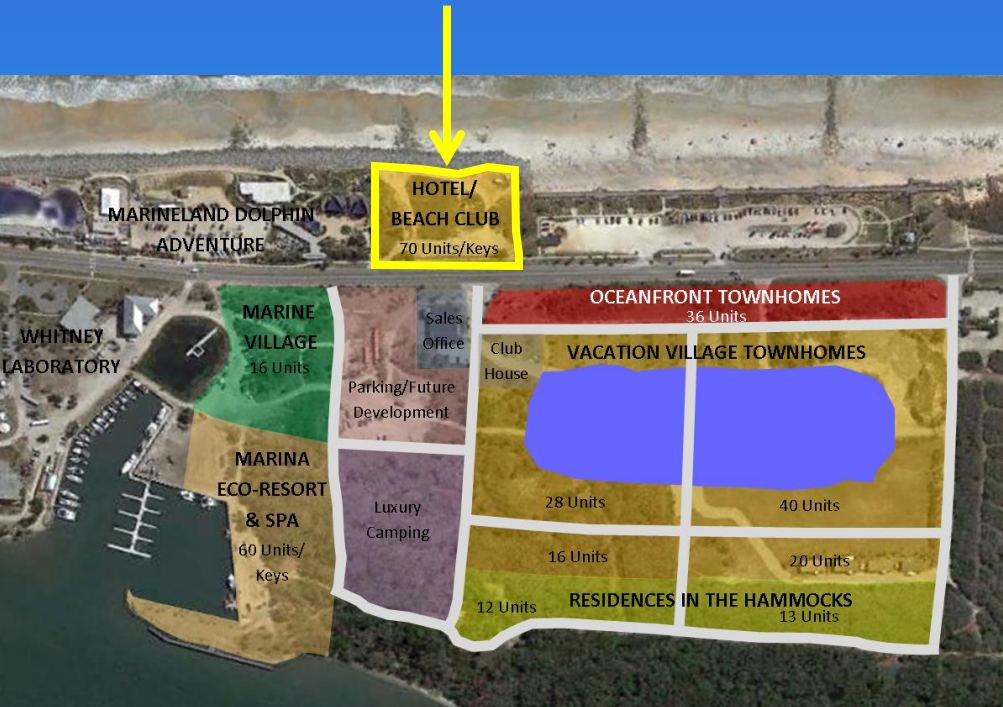 HOTEL/
BEACH CLUB
70 Units/Keys
MARINELAND DOLPHIN
ADVENTURE
WHITNEY
LABORATORY
MARINE
VILLAGE
16 Units
Sales
Office
Parking/Future
Development
OCEANFRONT TOWNHOMES
36 Units
Club
House
VACATION VILLAGE TOWNHOMES
28 Units
40 Units
MARINA
ECO-RESORT
& SPA
60 Units/
Keys
Luxury
Camping
16 Units
20 Units
12 Units
RESIDENCES IN THE HAMMOCKS
13 Units